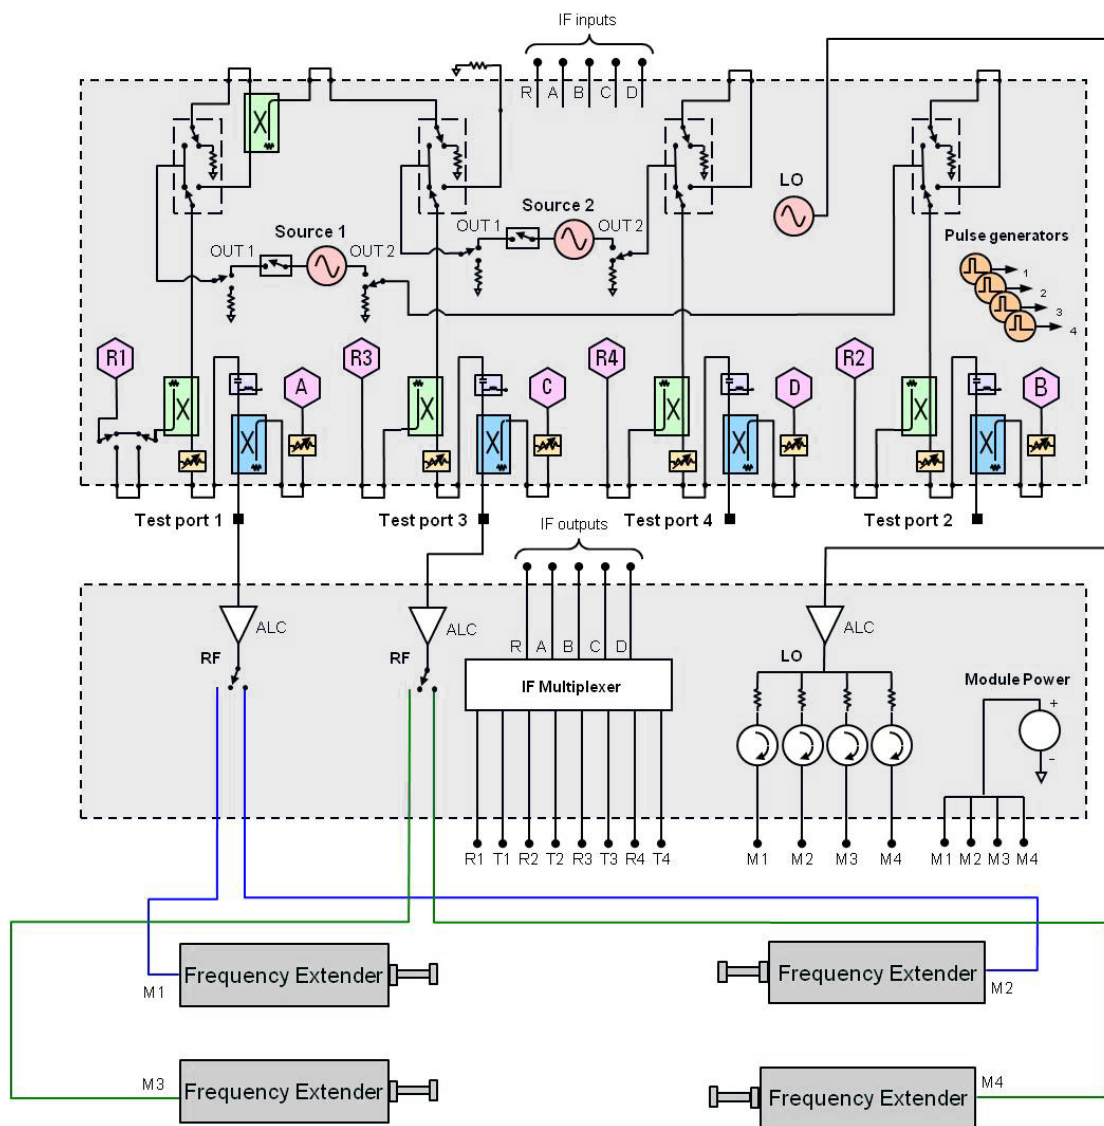 IF inputs
R A B C D
LO
Source 2
OUT 1 OUT 2
Source 1
OUT 1 OUT 2
Pulse generators
1
2
3
4
R1 R3 R4 R2
A C D B
Test port 1 Test port 3 Test port 4 Test port 2
IF outputs
ALC ALC ALC
R A B C D
RF RF LO
IF Multiplexer
Module Power
+
-
R1 T1 R2 T2 R3 T3 R4 T4
M1 M2 M3 M4
M1 M2 M3 M4
Frequency Extender
M1
Frequency Extender
M2
M3
Frequency Extender
M4
Frequency Extender